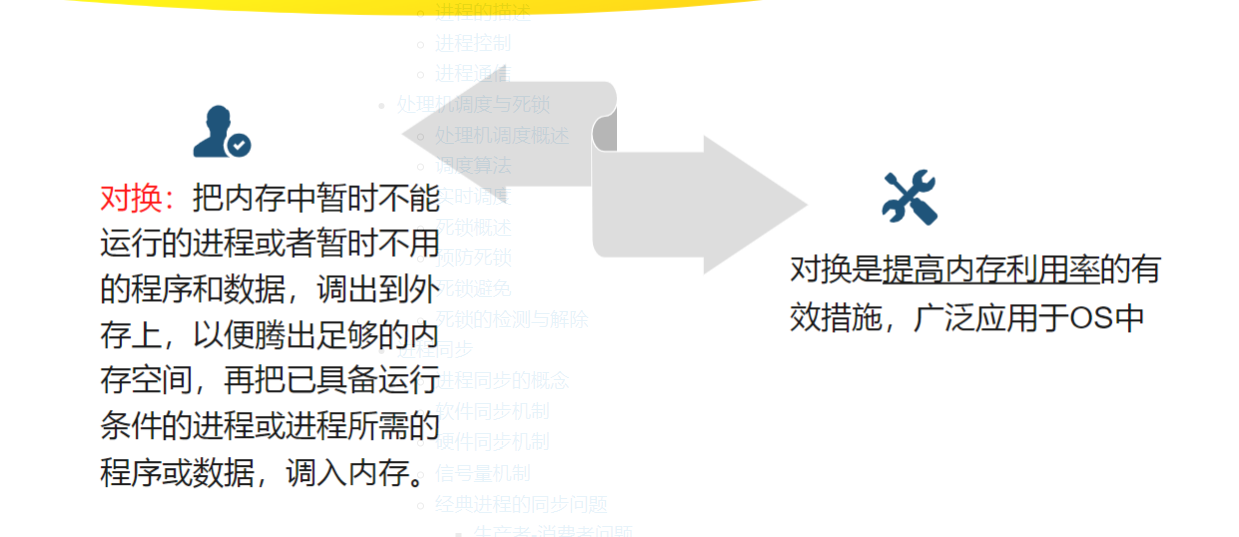 进程的描述
进程控制
进程通信
处理机调度与死锁
处理机调度概述
调度算法
实时调度
死锁概述
预防死锁
死锁避免
死锁的检测与解除
进程同步
进程同步的概念
软件同步机制
硬件同步机制
信号量机制
经典进程的同步问题
生产者-消费者问题
对换：把内存中暂时不能
运行的进程或者暂时不用
的程序和数据，调出到外
存上，以便腾出足够的内
存空间，再把已具备运行
条件的进程或进程所需的
程序或数据，调入内存。
对换是提高内存利用率的有
效措施，广泛应用于OS中